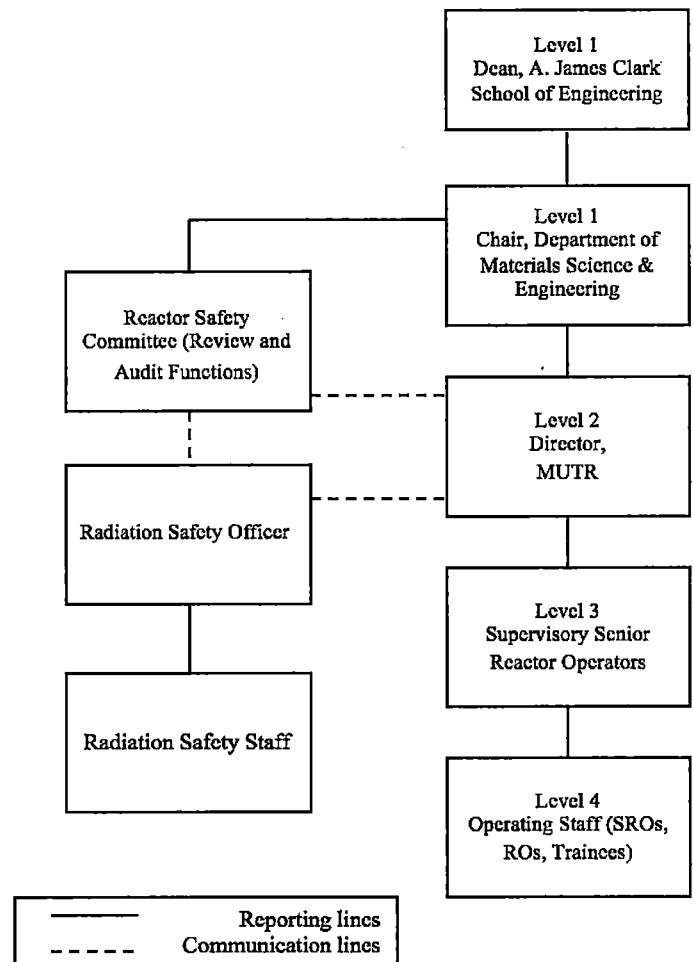 Level 1
Dean, A. James Clark
School of Engineering
Level 1
Chair, Department of
Materials Science &
Engineering
Reactor Safety
Committee (Review and
Audit Functions)
Level 2
Director,
MUTR
Radiation Safety Officer
Level 3
Supervisory Senior
Reactor Operators
Radiation Safety Staff
Level 4
Operating Staff (SROs,
ROs, Trainees)
Reporting lines
Communication lines